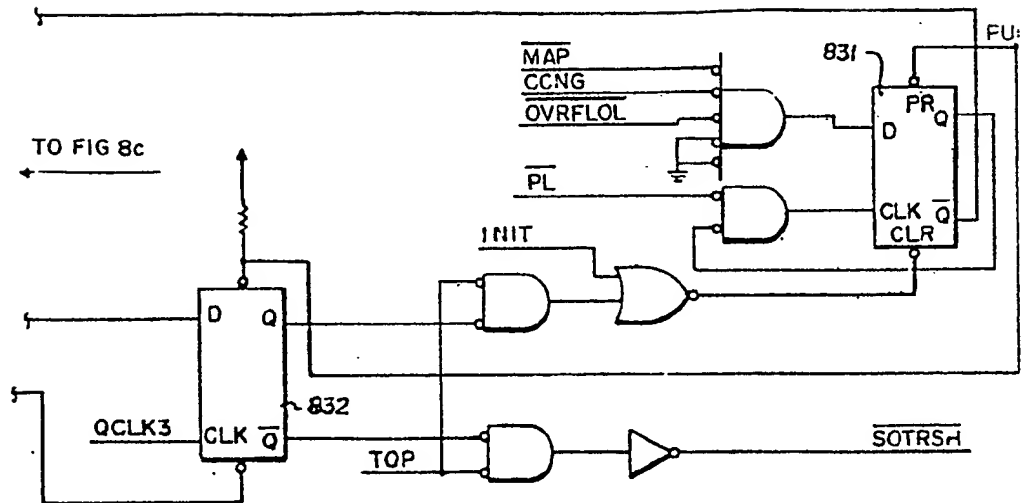 831
FU:
MAP
CCNG
OVRFLOL
PR Q
D
TO FIG 8c
PL
CLK Q
CLR
INIT
D Q
832
QCLK3
CLK Q
TOP
SOTRSH